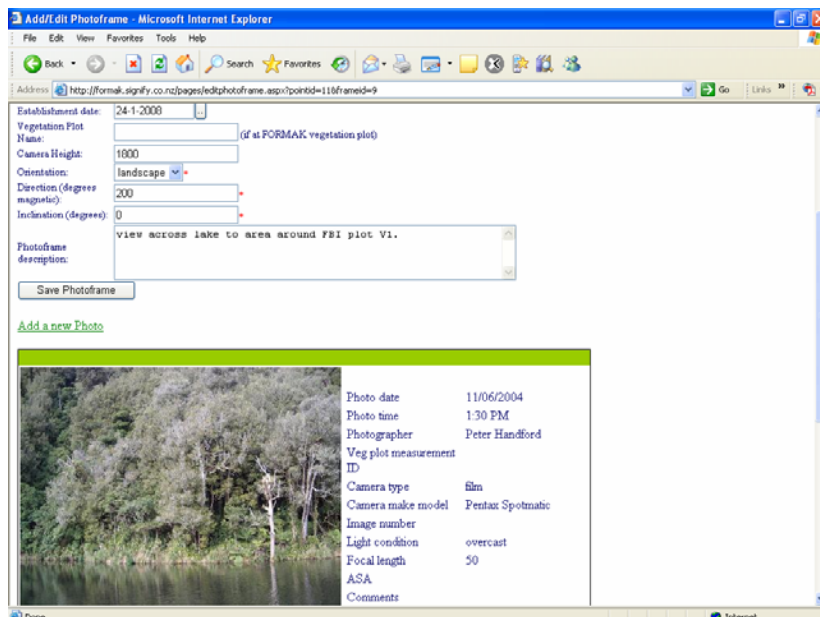 Add/Edit Photoframe - Microsoft Internet Explorer
File Edit View Favorites Tools Help
Back Search Favorites
Address http://formak.signify.co.nz/pages/editphotoframe.aspx?pointid=11&frameid=9 Go Links »
Establishment date: 24-1-2008 ...
Vegetation Plot
Name: (if at FORMAK vegetation plot)
Camera Height: 1800
Orientation: landscape *
Direction (degrees
magnetic): 200 *
Inclination (degrees): 0 *
Photoframe
description: view across lake to area around FBI plot V1.
Save Photoframe
Add a new Photo
Photo date 11/06/2004
Photo time 1:30 PM
Photographer Peter Handford
Veg plot measurement
ID
Camera type film
Camera make model Pentax Spotmatic
Image number
Light condition overcast
Focal length 50
ASA
Comments
Done Internet